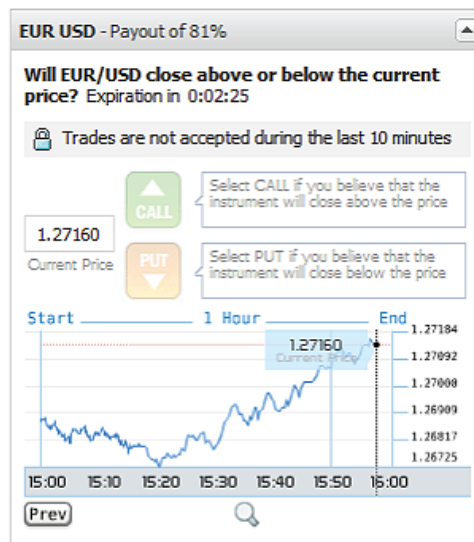 EUR USD - Payout of 81%
Will EUR/USD close above or below the current
price? Expiration in 0:02:25
Trades are not accepted during the last 10 minutes
CALL
Select CALL if you believe that the
instrument will close above the price
1.27160
Current Price
PUT
Select PUT if you believe that the
instrument will close below the price
Start 1 Hour End
1.27160
Current Price
1.27184
1.27092
1.27000
1.26909
1.26817
1.26725
15:00 15:10 15:20 15:30 15:40 15:50 16:00
Prev